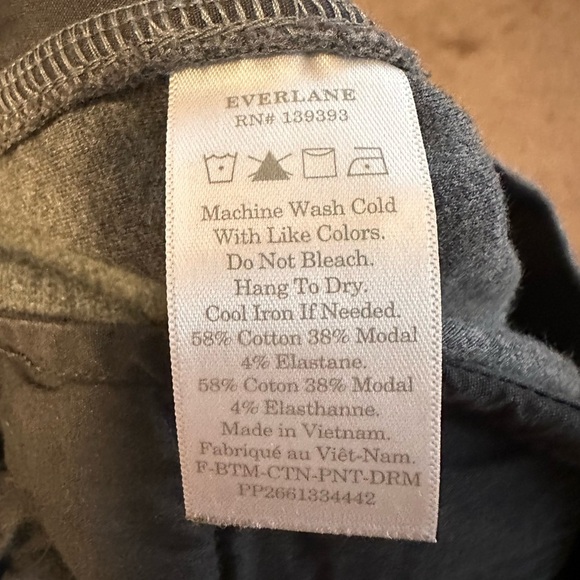 EVERLANE
RN# 139393
Machine Wash Cold
With Like Colors.
Do Not Bleach.
Hang To Dry.
Cool Iron If Needed.
58% Cotton 38% Modal
4% Elastane.
58% Coton 38% Modal
4% Elasthanne.
Made in Vietnam.
Fabriqué au Viêt-Nam.
F-BTM-CTN-PNT-DRM
PP2661334442